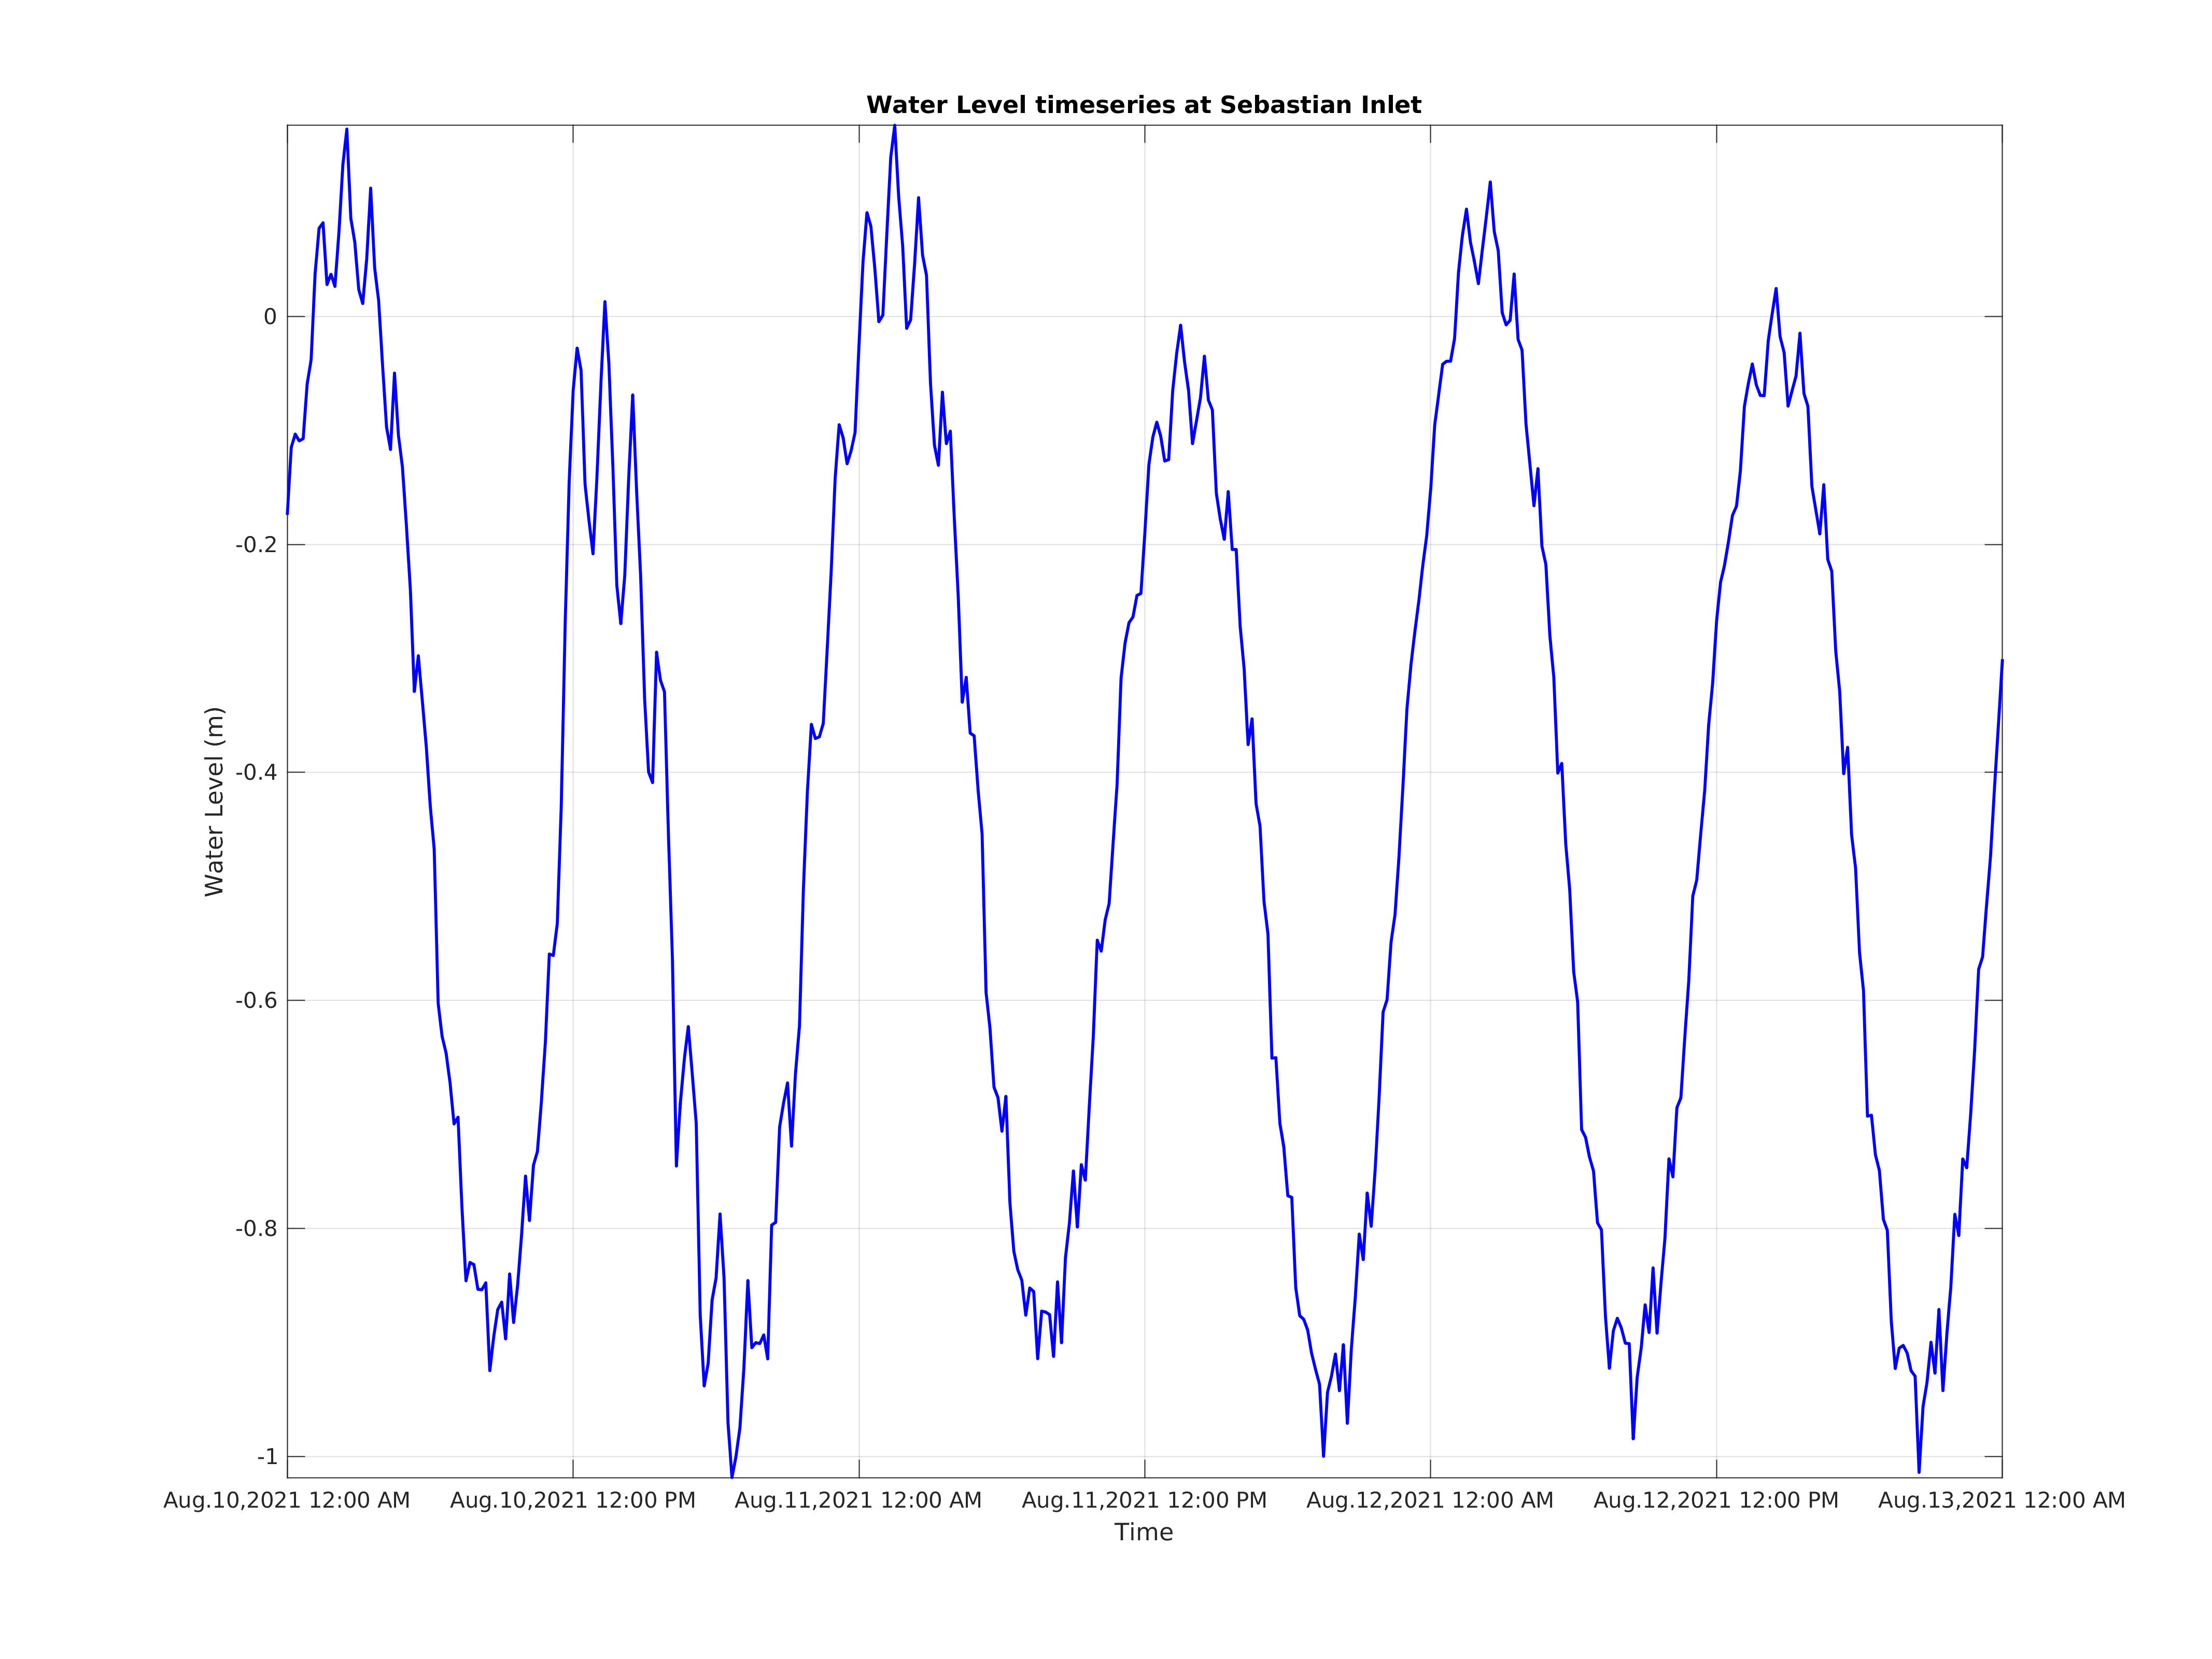 Water Level timeseries at Sebastian Inlet
0
-0.2
-0.4
-0.6
-0.8
-1
Water Level (m)
Aug.10,2021 12:00 AM
Aug.10,2021 12:00 PM
Aug.11,2021 12:00 AM
Aug.11,2021 12:00 PM
Aug.12,2021 12:00 AM
Aug.12,2021 12:00 PM
Aug.13,2021 12:00 AM
Time